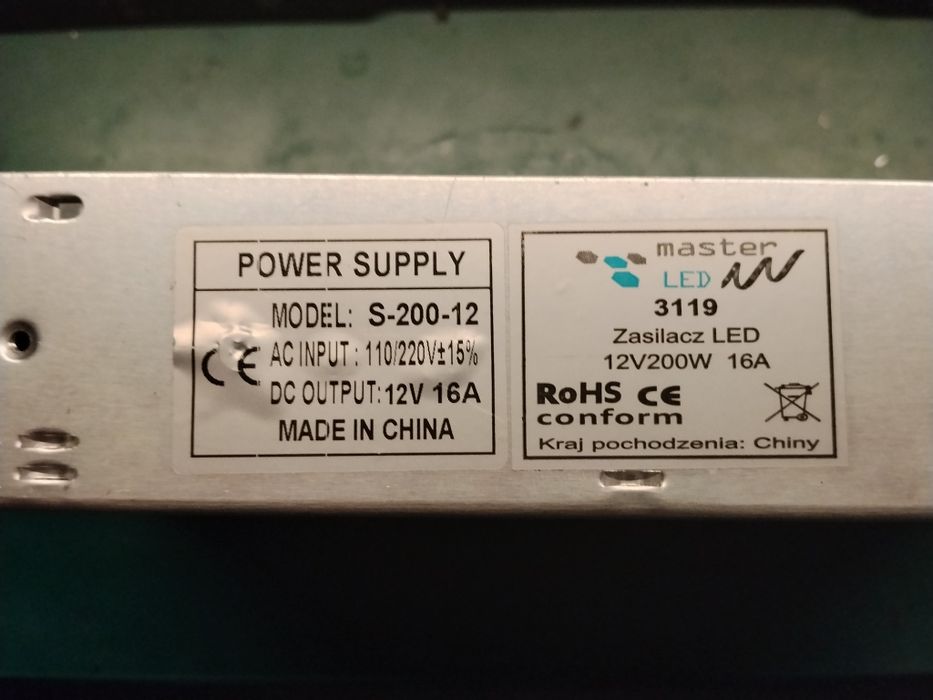 POWER SUPPLY
MODEL: S-200-12
AC INPUT : 110/220V±15%
DC OUTPUT: 12V 16A
MADE IN CHINA
CE
master
LED
3119
Zasilacz LED
12V200W 16A
RoHS CE
conform
Kraj pochodzenia: Chiny